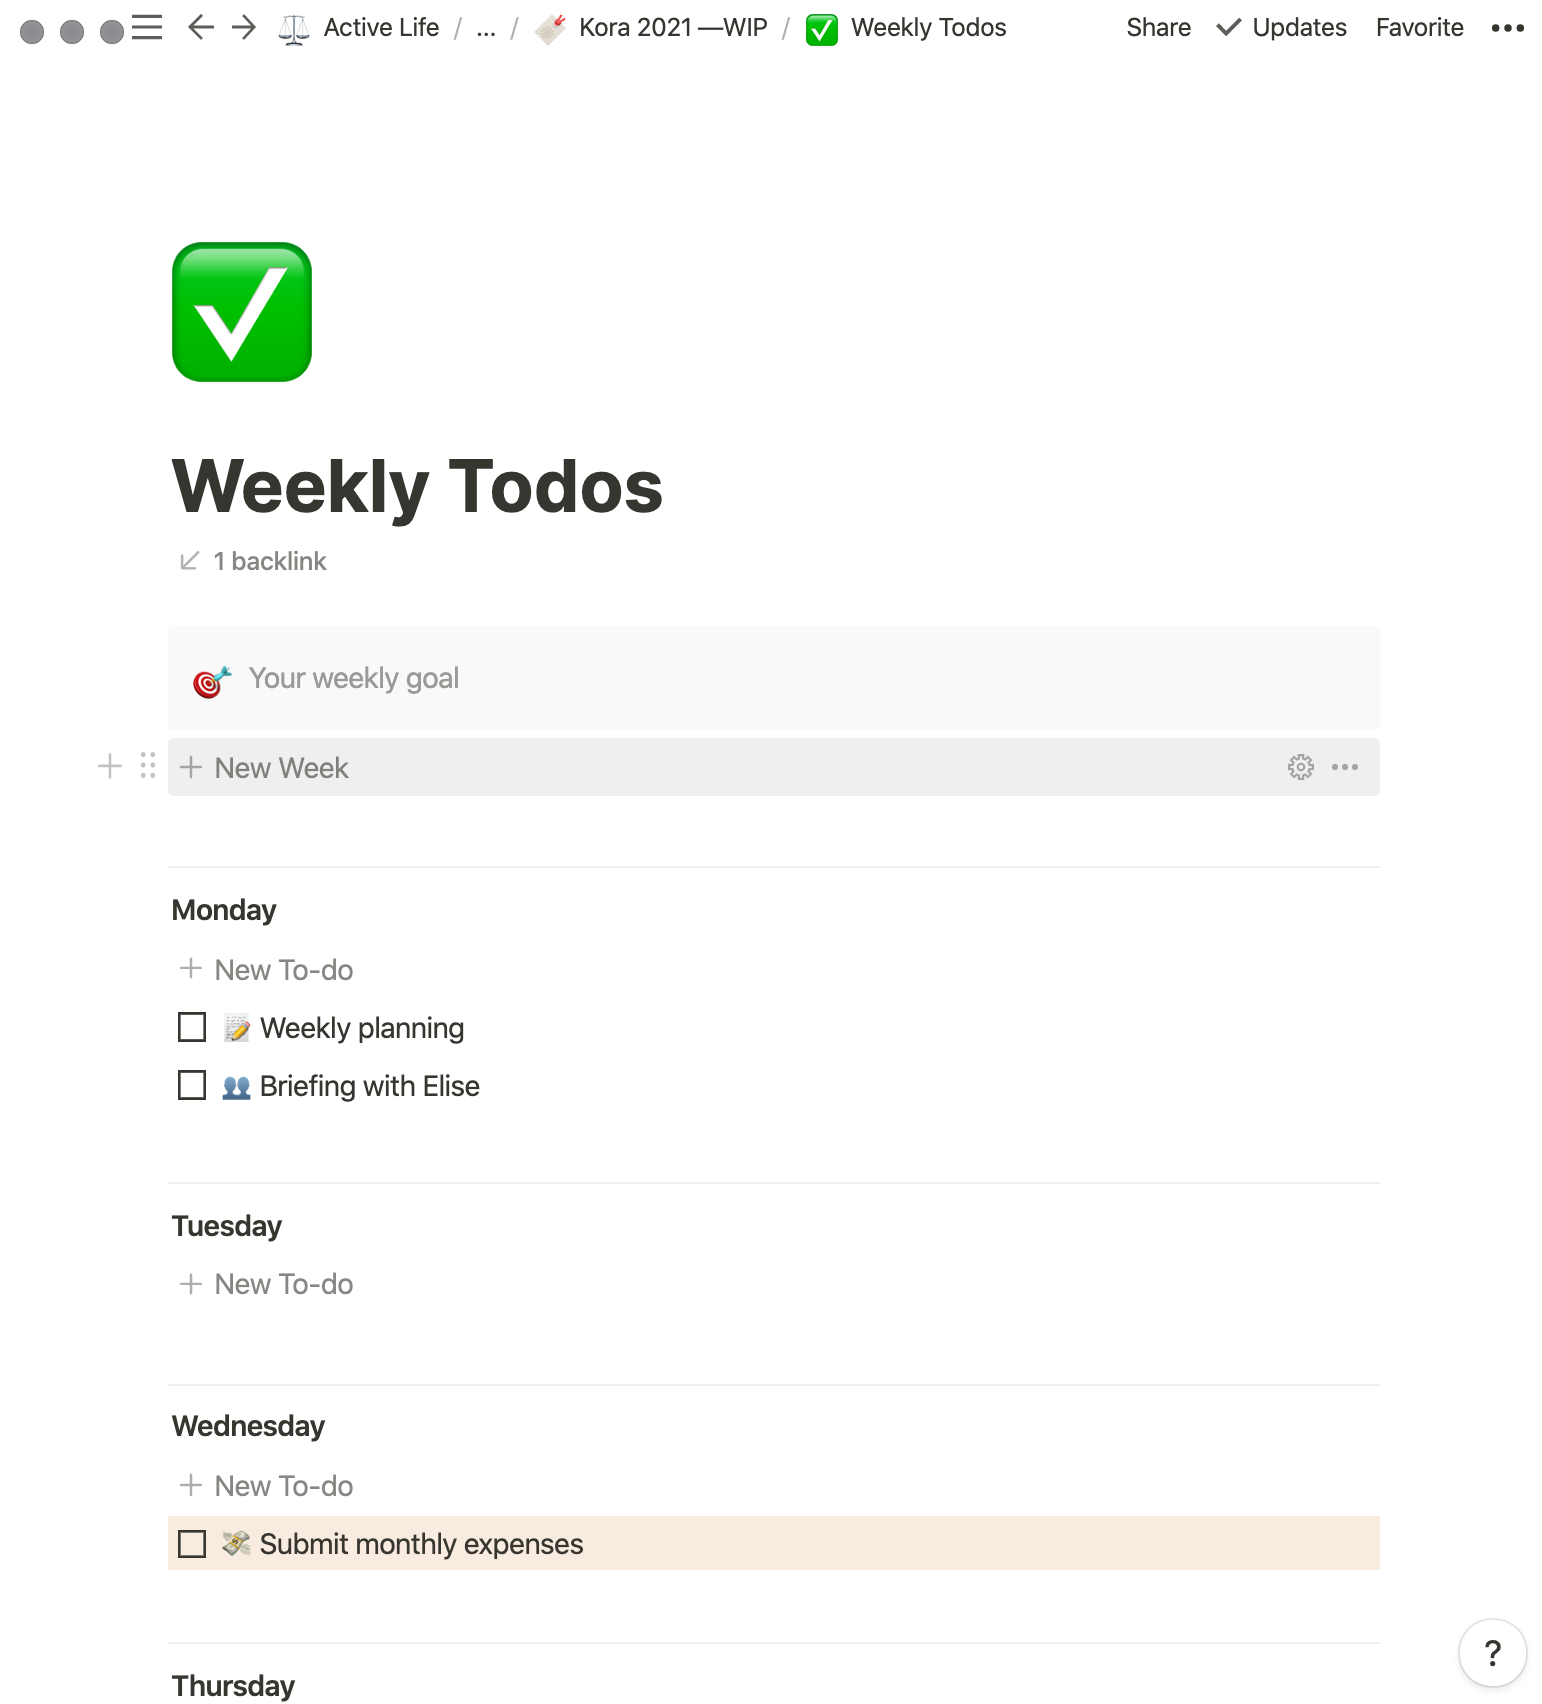 Active Life / ... / Kora 2021 —WIP / Weekly Todos Share Updates Favorite •••
Weekly Todos
1 backlink
Your weekly goal
New Week
Monday
New To-do
Weekly planning
Briefing with Elise
Tuesday
New To-do
Wednesday
New To-do
Submit monthly expenses
?
Thursday